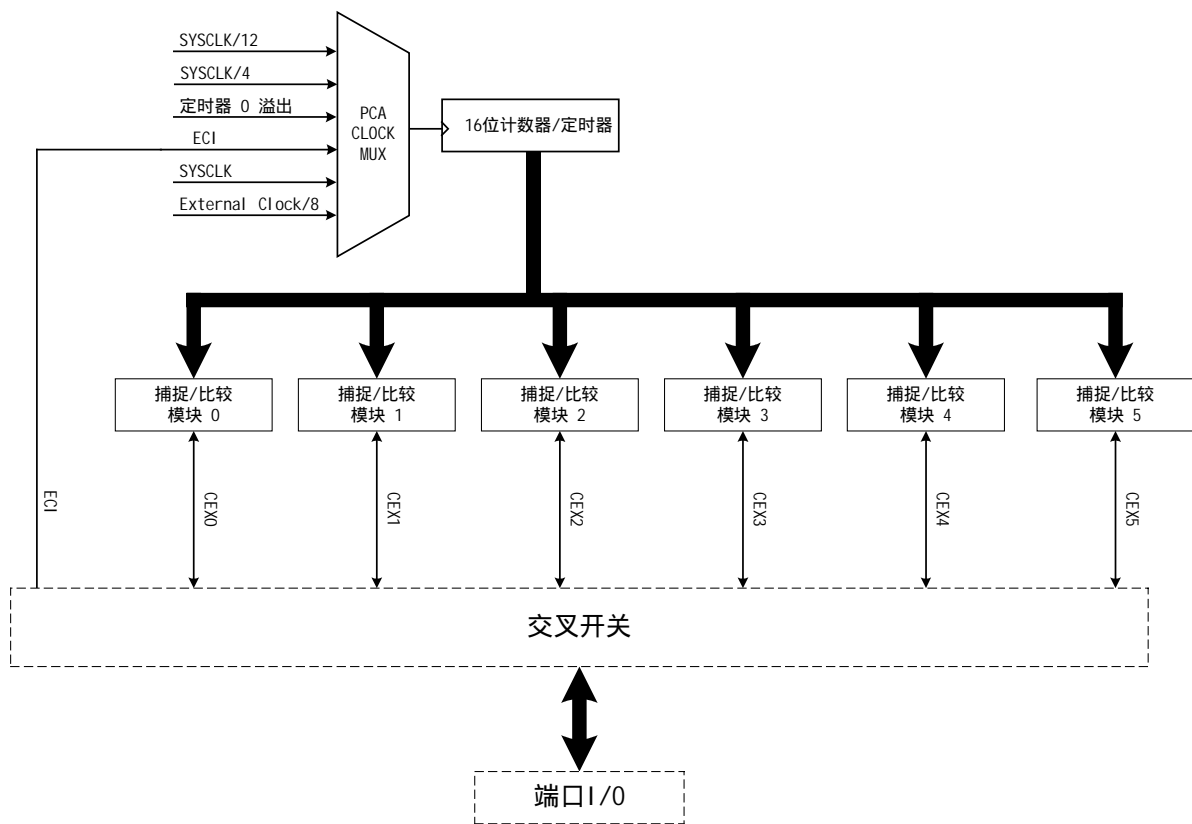 SYSCLK/12
SYSCLK/4
定时器 0 溢出
ECI
SYSCLK
External Clock/8
PCA
CLOCK
MUX
16位计数器/定时器
捕捉/比较
模块 0
捕捉/比较
模块 1
捕捉/比较
模块 2
捕捉/比较
模块 3
捕捉/比较
模块 4
捕捉/比较
模块 5
ECI
CEX0
CEX1
CEX2
CEX3
CEX4
CEX5
交叉开关
端口I/O